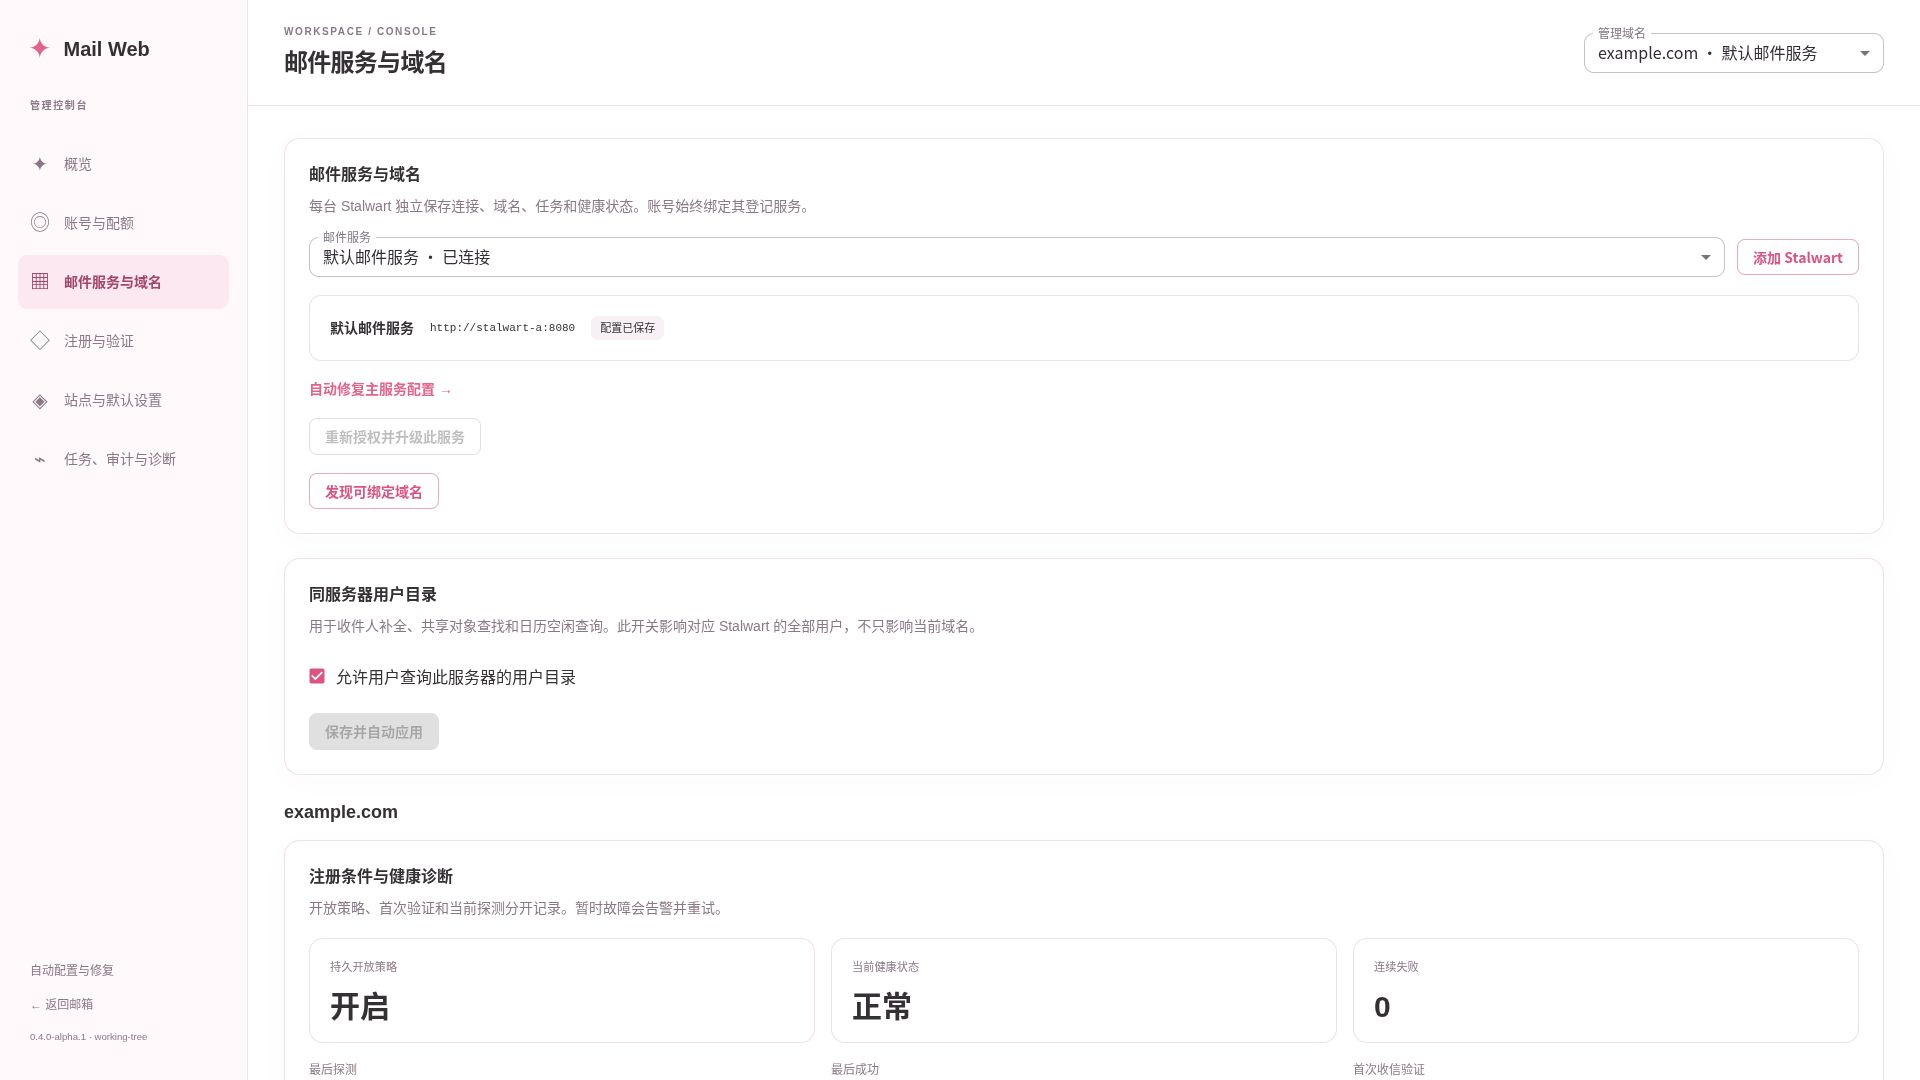 Mail Web
管理控制台
概览
账号与配额
邮件服务与域名
注册与验证
站点与默认设置
任务、审计与诊断
自动配置与修复
← 返回邮箱
0.4.0-alpha.1 · working-tree
WORKSPACE / CONSOLE
邮件服务与域名
管理域名
example.com · 默认邮件服务
邮件服务与域名
每台 Stalwart 独立保存连接、域名、任务和健康状态。账号始终绑定其登记服务。
邮件服务
默认邮件服务 · 已连接
添加 Stalwart
默认邮件服务 http://stalwart-a:8080 配置已保存
自动修复主服务配置 →
重新授权并升级此服务
发现可绑定域名
同服务器用户目录
用于收件人补全、共享对象查找和日历空闲查询。此开关影响对应 Stalwart 的全部用户，不只影响当前域名。
允许用户查询此服务器的用户目录
保存并自动应用
example.com
注册条件与健康诊断
开放策略、首次验证和当前探测分开记录。暂时故障会告警并重试。
持久开放策略
开启
当前健康状态
正常
连续失败
0
最后探测
最后成功
首次收信验证